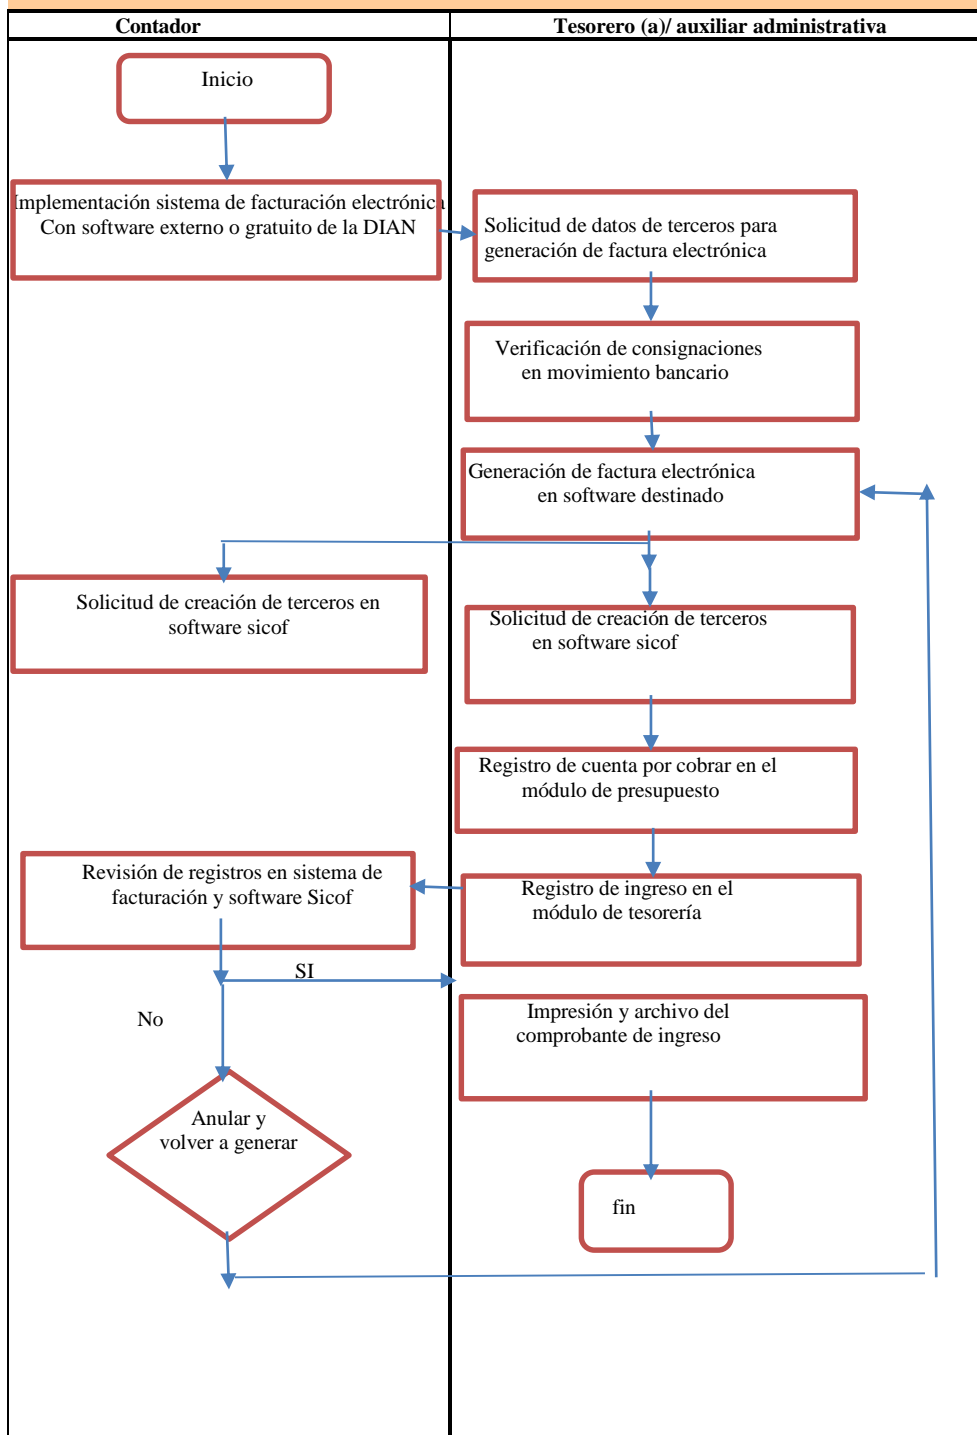 Contador
Tesorero (a)/ auxiliar administrativa
Inicio
Implementación sistema de facturación electrónica
Con software externo o gratuito de la DIAN
Solicitud de datos de terceros para
generación de factura electrónica
Verificación de consignaciones
en movimiento bancario
Generación de factura electrónica
en software destinado
Solicitud de creación de terceros en
software sicof
Solicitud de creación de terceros
en software sicof
Registro de cuenta por cobrar en el
módulo de presupuesto
Revisión de registros en sistema de
facturación y software Sicof
Registro de ingreso en el
módulo de tesorería
SI
No
Impresión y archivo del
comprobante de ingreso
Anular y
volver a generar
fin